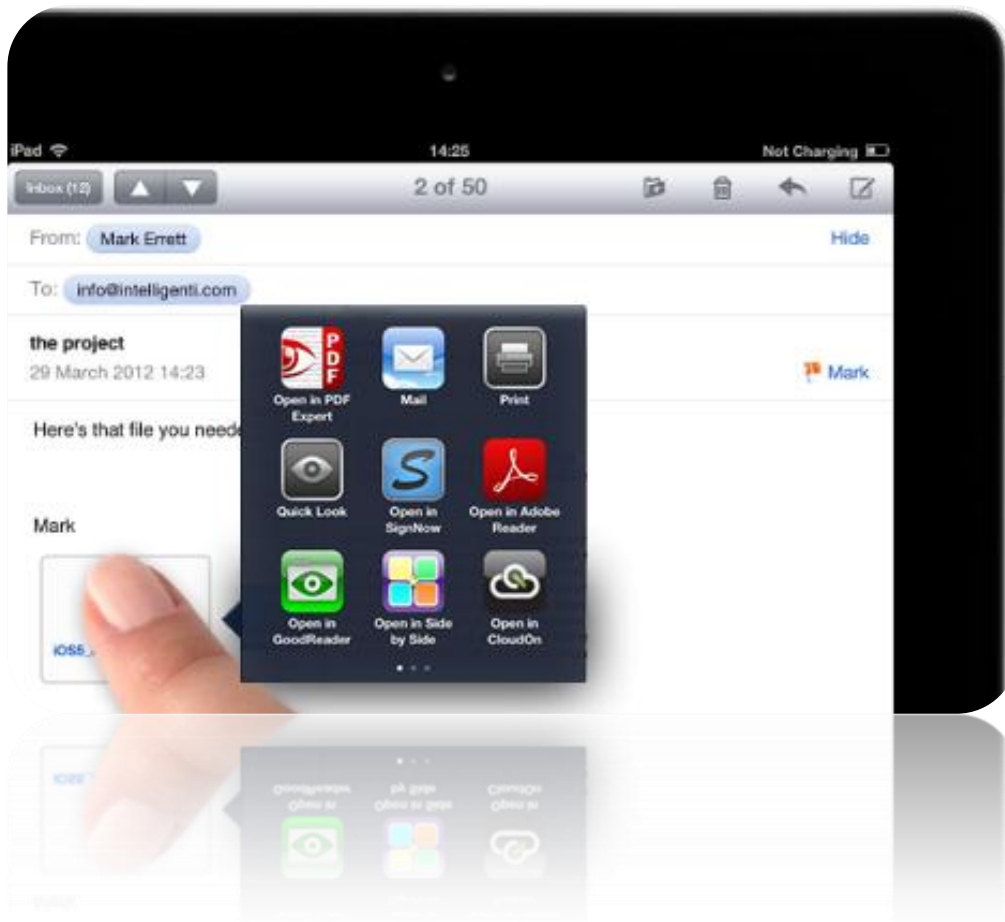 iPad 14:25 Not Charging
Inbox (12) 2 of 50
From: Mark Errett Hide
To: info@intelligenti.com
the project
29 March 2012 14:23 Mark
Here's that file you neede
Mark
PDF
Open in PDF Expert
Mail
Print
Quick Look
S
Open in SignNow
Open in Adobe Reader
Open in GoodReader
Open in Side by Side
Open in CloudOn
iOS5_